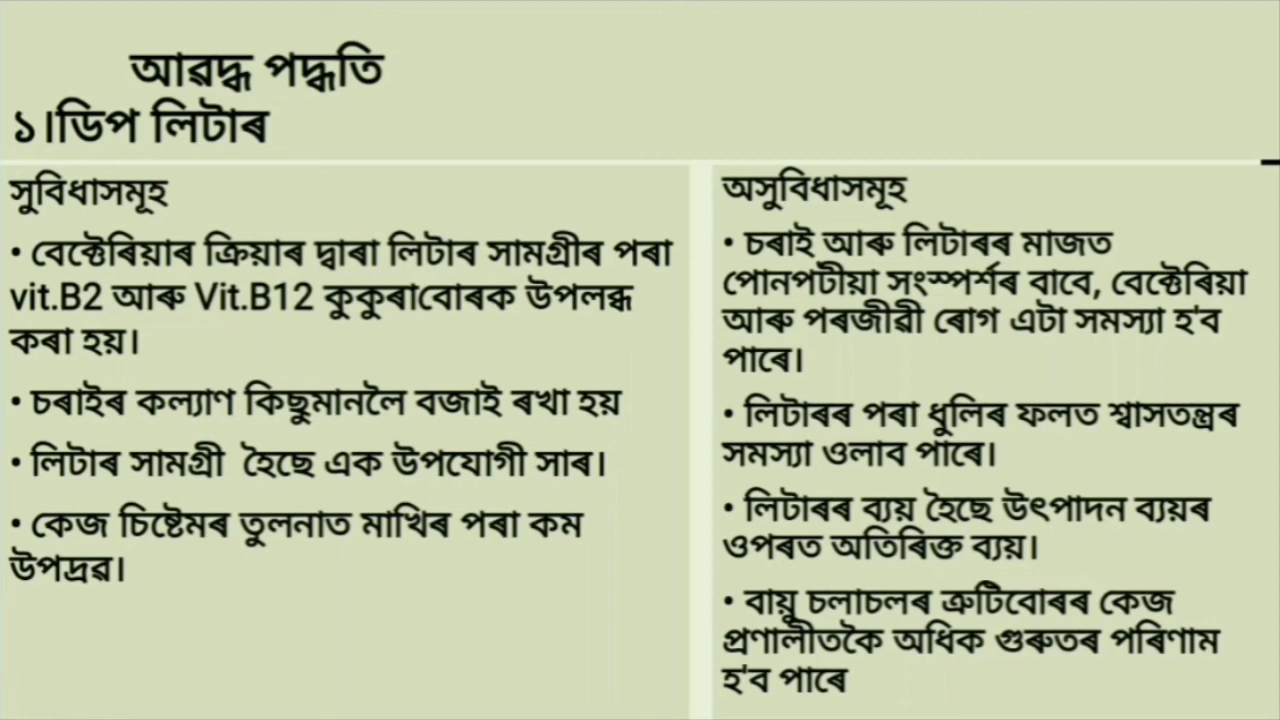 আৱদ্ধ পদ্ধতি
১।ডিপ লিটাৰ
সুবিধাসমূহ
• বেক্টেৰিয়াৰ ক্ৰিয়াৰ দ্বাৰা লিটাৰ সামগ্ৰীৰ পৰা
vit.B2 আৰু Vit.B12 কুকুৰাবোৰক উপলব্ধ
কৰা হয়।
• চৰাইৰ কল্যাণ কিছুমানলৈ বজাই ৰখা হয়
• লিটাৰ সামগ্ৰী হৈছে এক উপযোগী সাৰ।
• কেজ চিষ্টেমৰ তুলনাত মাখিৰ পৰা কম
উপদ্ৰৱ।
অসুবিধাসমূহ
• চৰাই আৰু লিটাৰৰ মাজত
পোনপটীয়া সংস্পৰ্শৰ বাবে, বেক্টেৰিয়া
আৰু পৰজীৱী ৰোগ এটা সমস্যা হ'ব
পাৰে।
• লিটাৰৰ পৰা ধুলিৰ ফলত শ্বাসতন্ত্ৰৰ
সমস্যা ওলাব পাৰে।
• লিটাৰৰ ব্যয় হৈছে উৎপাদন ব্যয়ৰ
ওপৰত অতিৰিক্ত ব্যয়।
• বায়ু চলাচলৰ ত্ৰুটিবোৰৰ কেজ
প্ৰণালীতকৈ অধিক গুৰুতৰ পৰিণাম
হ'ব পাৰে